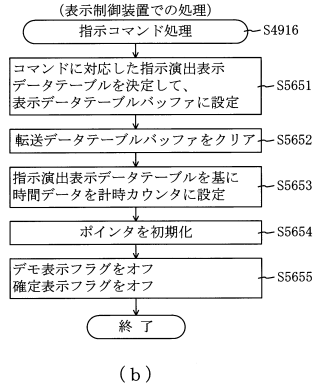 (表示制御装置での処理)
指示コマンド処理
S4916
コマンドに対応した指示演出表示
データテーブルを決定して、
表示データテーブルバッファに設定
S5651
転送データテーブルバッファをクリア
S5652
指示演出表示データテーブルを基に
時間データを計時カウンタに設定
S5653
ポインタを初期化
S5654
デモ表示フラグをオフ
確定表示フラグをオフ
S5655
終 了
(b)